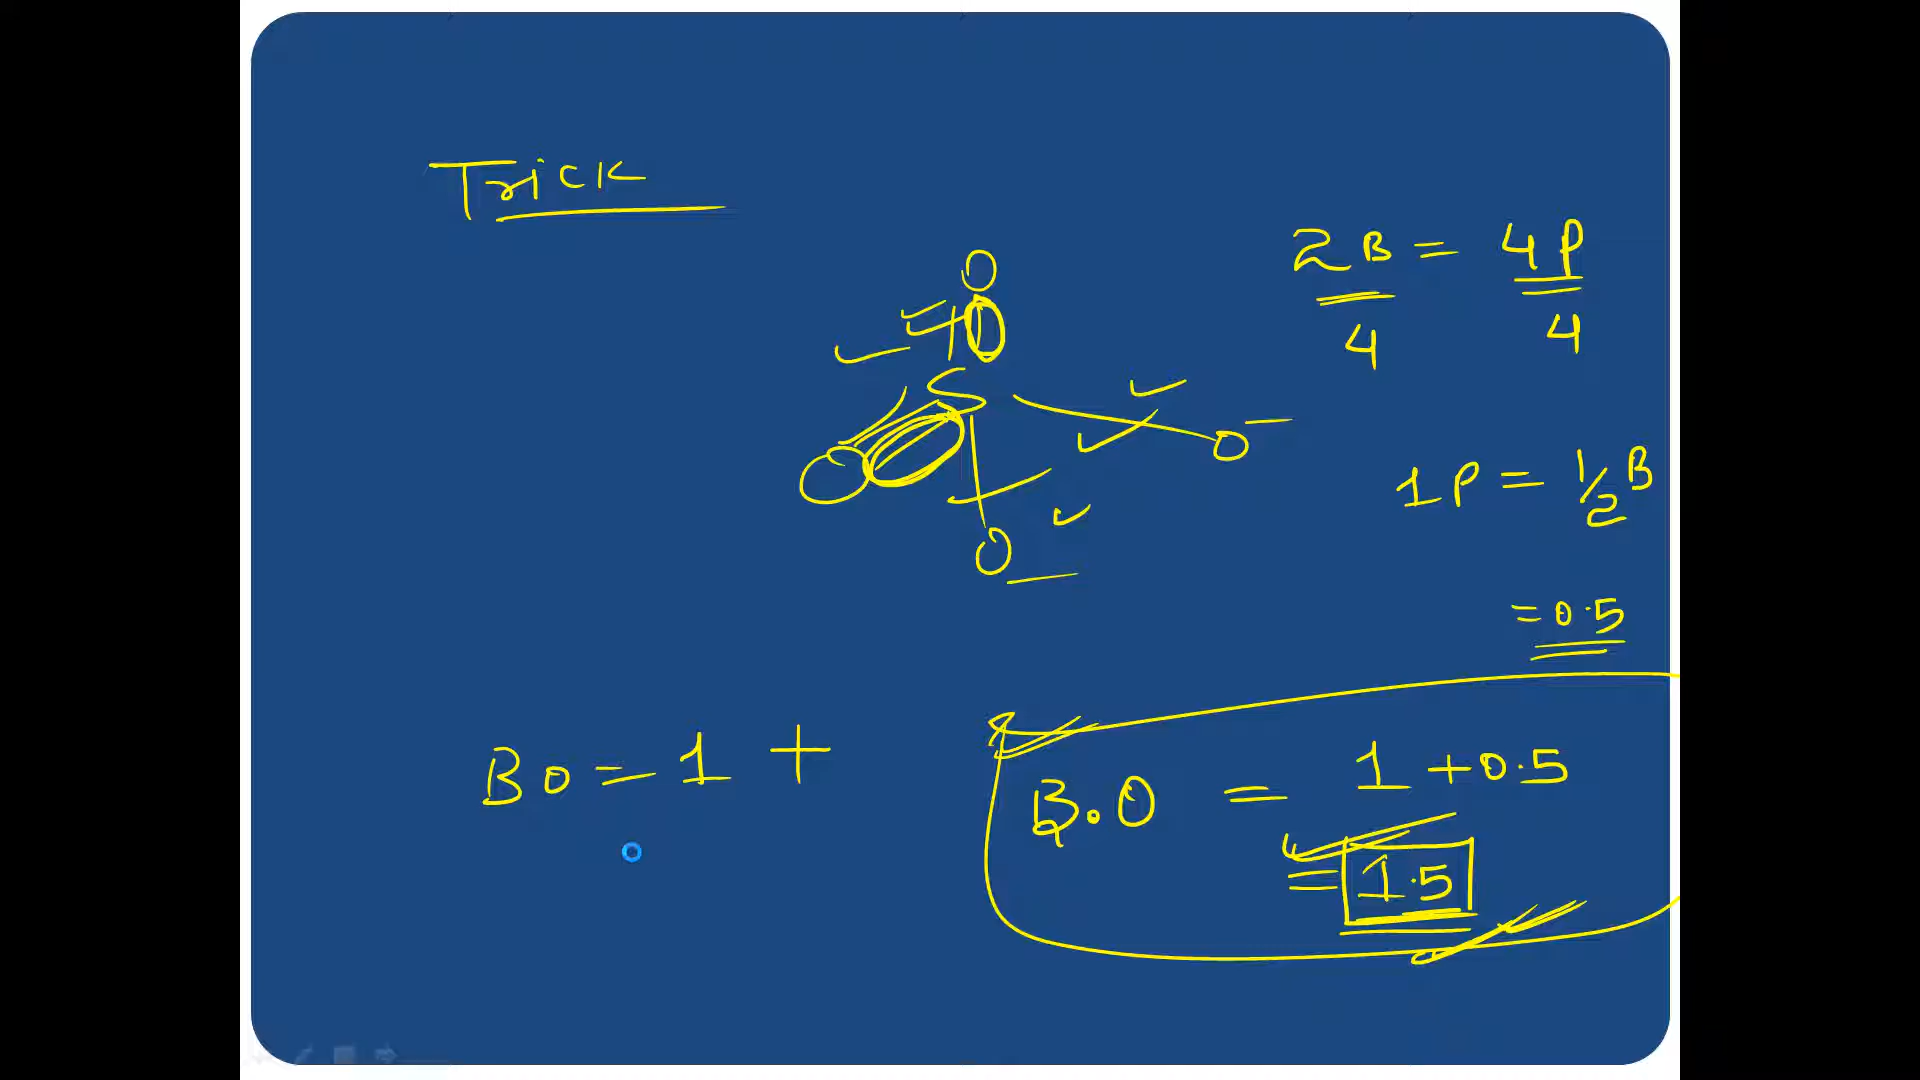 Trick
O
S
O
O⁻
O⁻
2B = 4P
4 4
1P = 1/2 B
= 0.5
BO = 1 +
B.O = 1 + 0.5
= 1.5